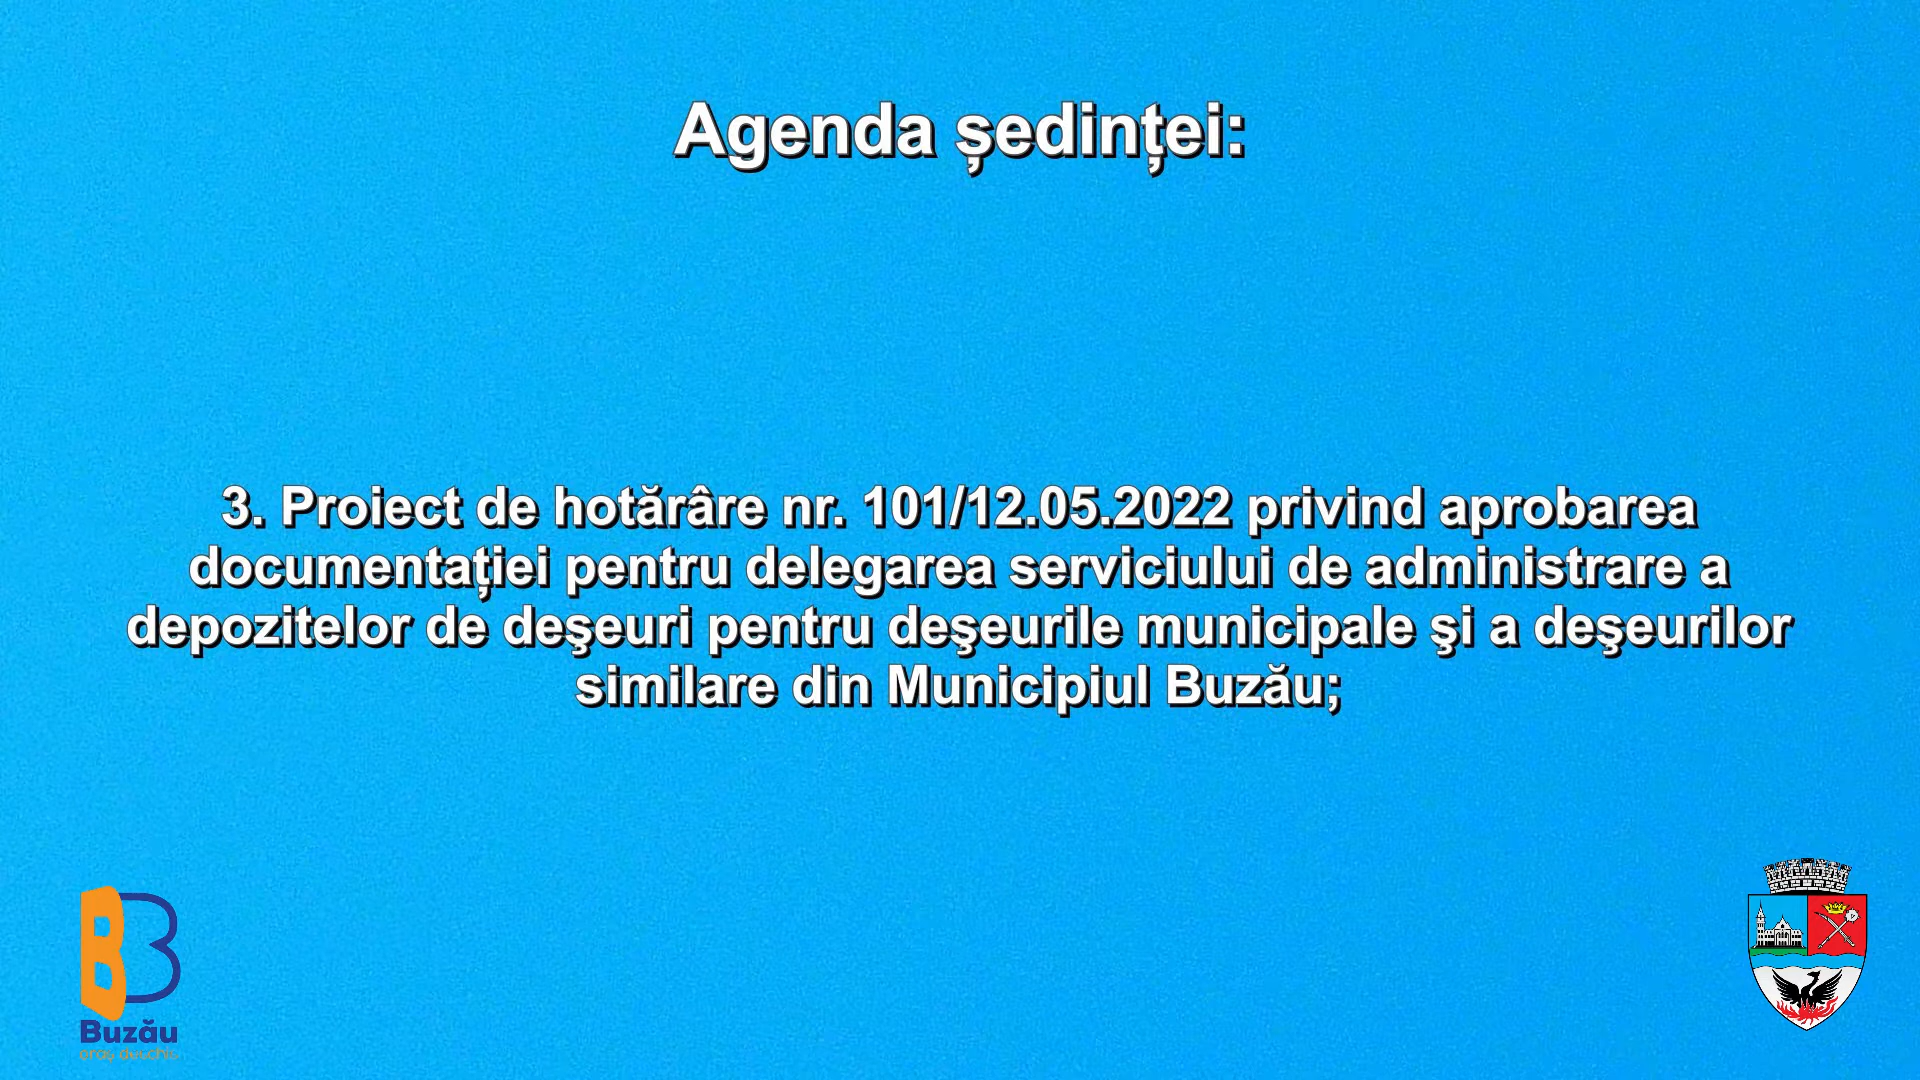 Agenda ședinței:
3. Proiect de hotărâre nr. 101/12.05.2022 privind aprobarea
documentației pentru delegarea serviciului de administrare a
depozitelor de deşeuri pentru deşeurile municipale şi a deşeurilor
similare din Municipiul Buzău;
Buzău
oraș deschis